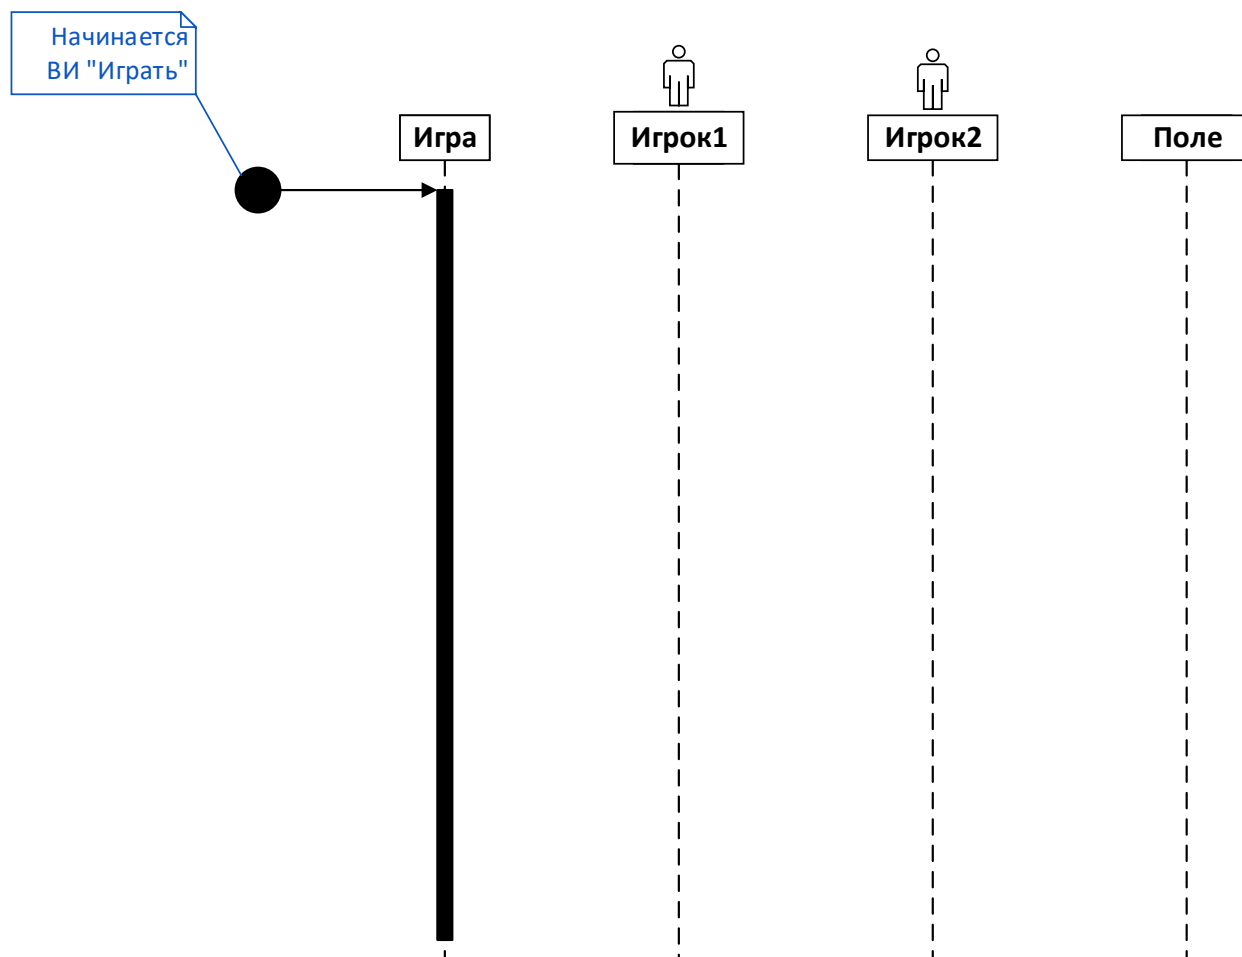 Начинается
ВИ "Играть"
Игра
Игрок1
Игрок2
Поле